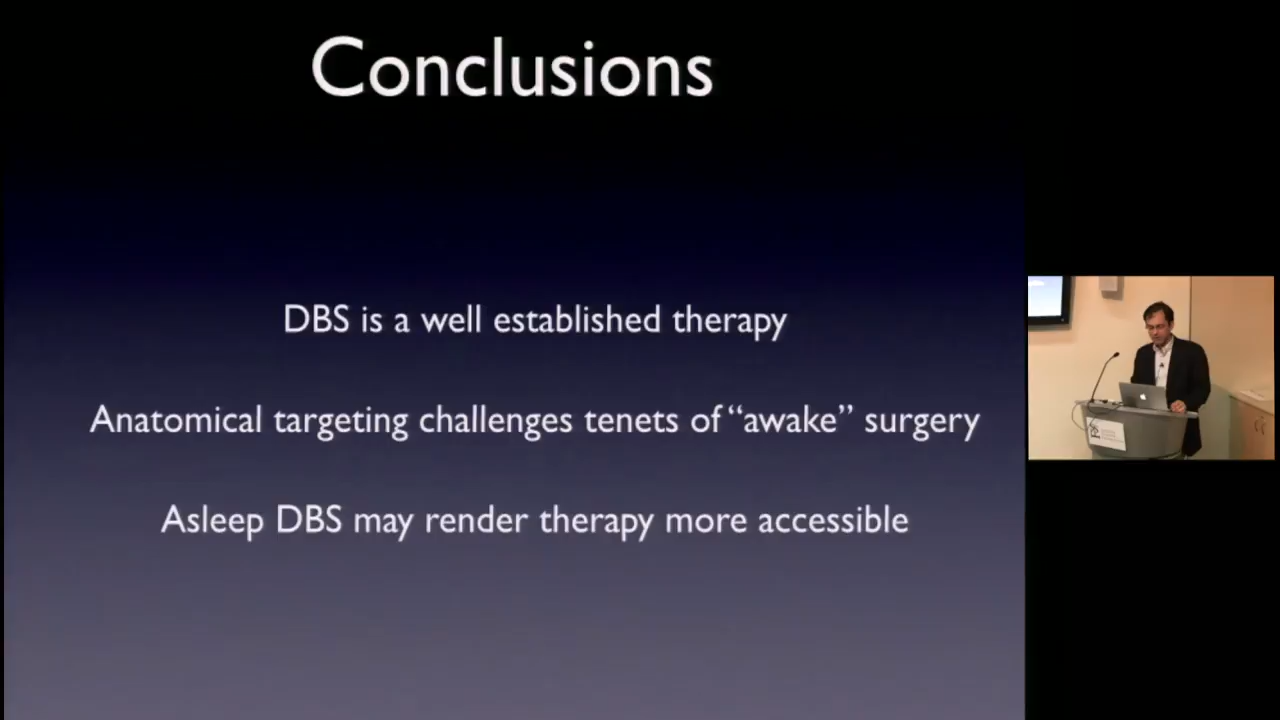 Conclusions
DBS is a well established therapy
Anatomical targeting challenges tenets of “awake” surgery
Asleep DBS may render therapy more accessible